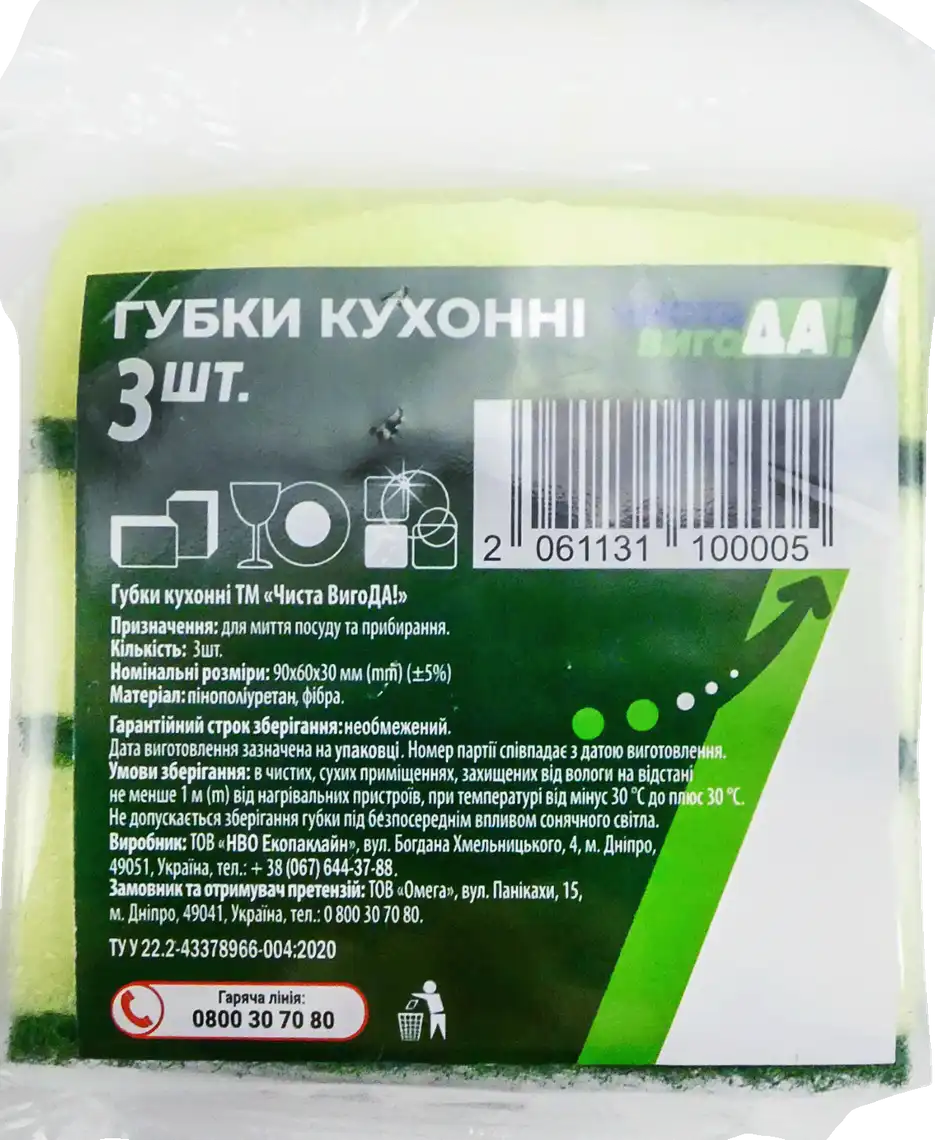 ГУБКИ КУХОННІ
3 ШТ.
вигоДА!
2 061131 100005
Губки кухонні ТМ «Чиста ВигоДА!»
Призначення: для миття посуду та прибирання.
Кількість: 3шт.
Номінальні розміри: 90х60х30 мм (mm) (±5%)
Матеріал: пінополіуретан, фібра.
Гарантійний строк зберігання: необмежений.
Дата виготовлення зазначена на упаковці. Номер партії співпадає з датою виготовлення.
Умови зберігання: в чистих, сухих приміщеннях, захищених від вологи на відстані
не менше 1 м (m) від нагрівальних пристроїв, при температурі від мінус 30 °С до плюс 30 °С.
Не допускається зберігання губки під безпосереднім впливом сонячного світла.
Виробник: ТОВ «НВО Екопаклайн», вул. Богдана Хмельницького, 4, м. Дніпро,
49051, Україна, тел.: + 38 (067) 644-37-88.
Замовник та отримувач претензій: ТОВ «Омега», вул. Панікахи, 15,
м. Дніпро, 49041, Україна, тел.: 0 800 30 70 80.
ТУ У 22.2-43378966-004:2020
Гаряча лінія:
0800 30 70 80